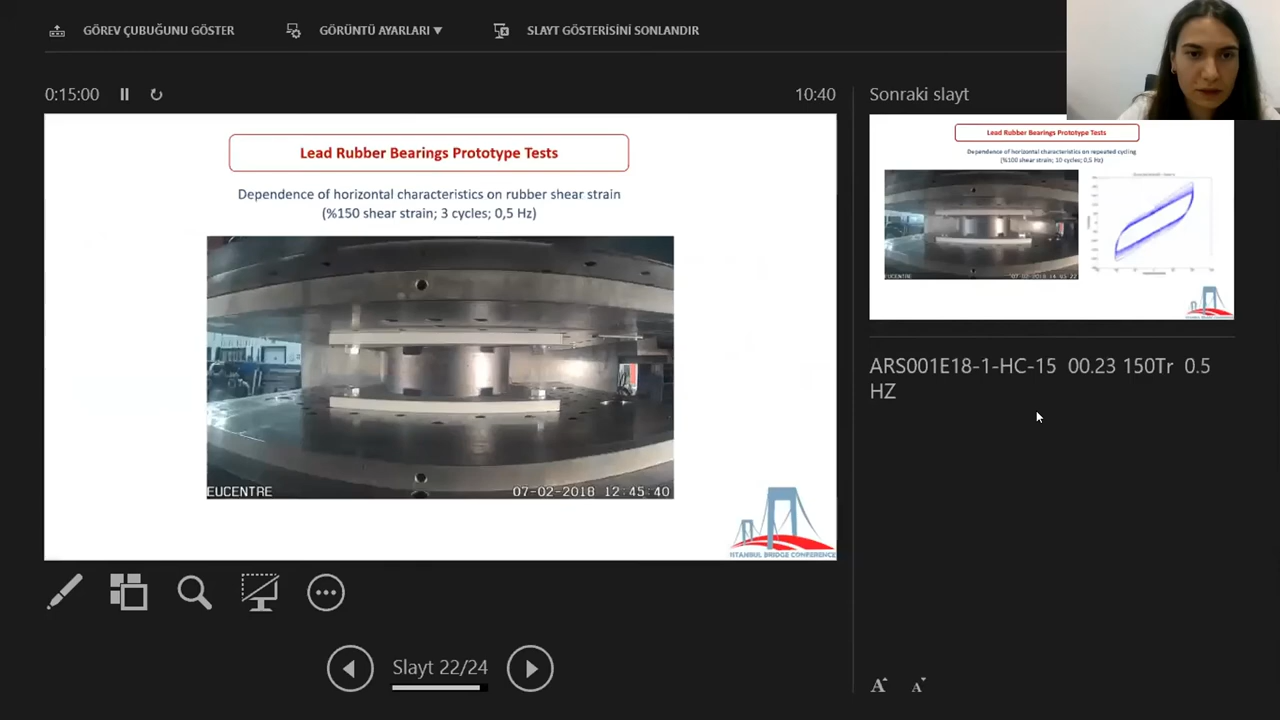 GÖREV ÇUBUĞUNU GÖSTER
GÖRÜNTÜ AYARLARI ▼
SLAYT GÖSTERİSİNİ SONLANDIR
0:15:00
10:40
Lead Rubber Bearings Prototype Tests
Dependence of horizontal characteristics on rubber shear strain
(%150 shear strain; 3 cycles; 0,5 Hz)
EUCENTRE
07-02-2018 12:45:40
ISTANBUL BRIDGE CONFERENCE
Slayt 22/24
Sonraki slayt
Lead Rubber Bearings Prototype Tests
Dependence of horizontal characteristics on repeated cycling
(%100 shear strain; 10 cycles; 0,5 Hz)
EUCENTRE
ARS001E18-1-HC-15 00.23 150Tr 0.5
HZ
A
A